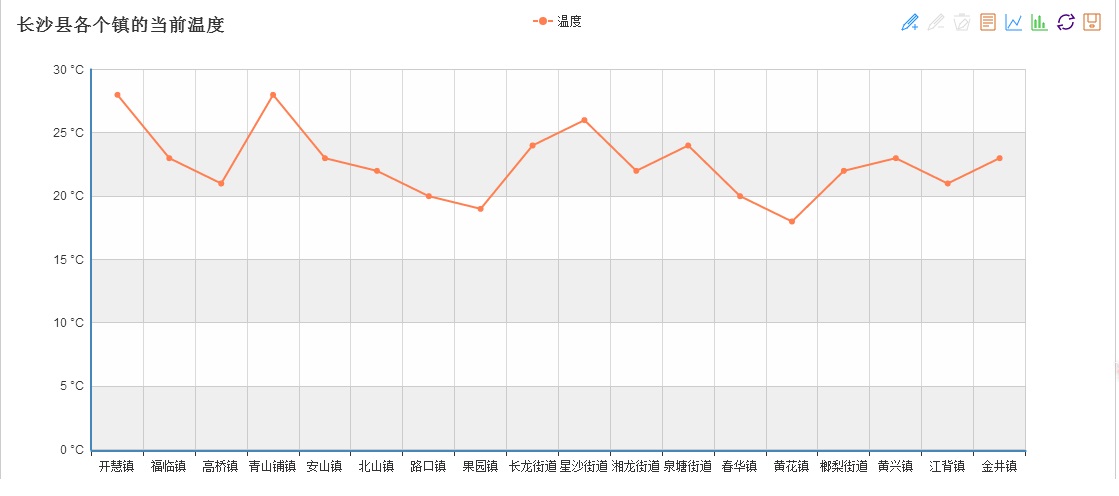 长沙县各个镇的当前温度
温度
30 °C
25 °C
20 °C
15 °C
10 °C
5 °C
0 °C
开慧镇 福临镇 高桥镇 青山铺镇 安山镇 北山镇 路口镇 果园镇 长龙街道 星沙街道 湘龙街道 泉塘街道 春华镇 黄花镇 榔梨街道 黄兴镇 江背镇 金井镇